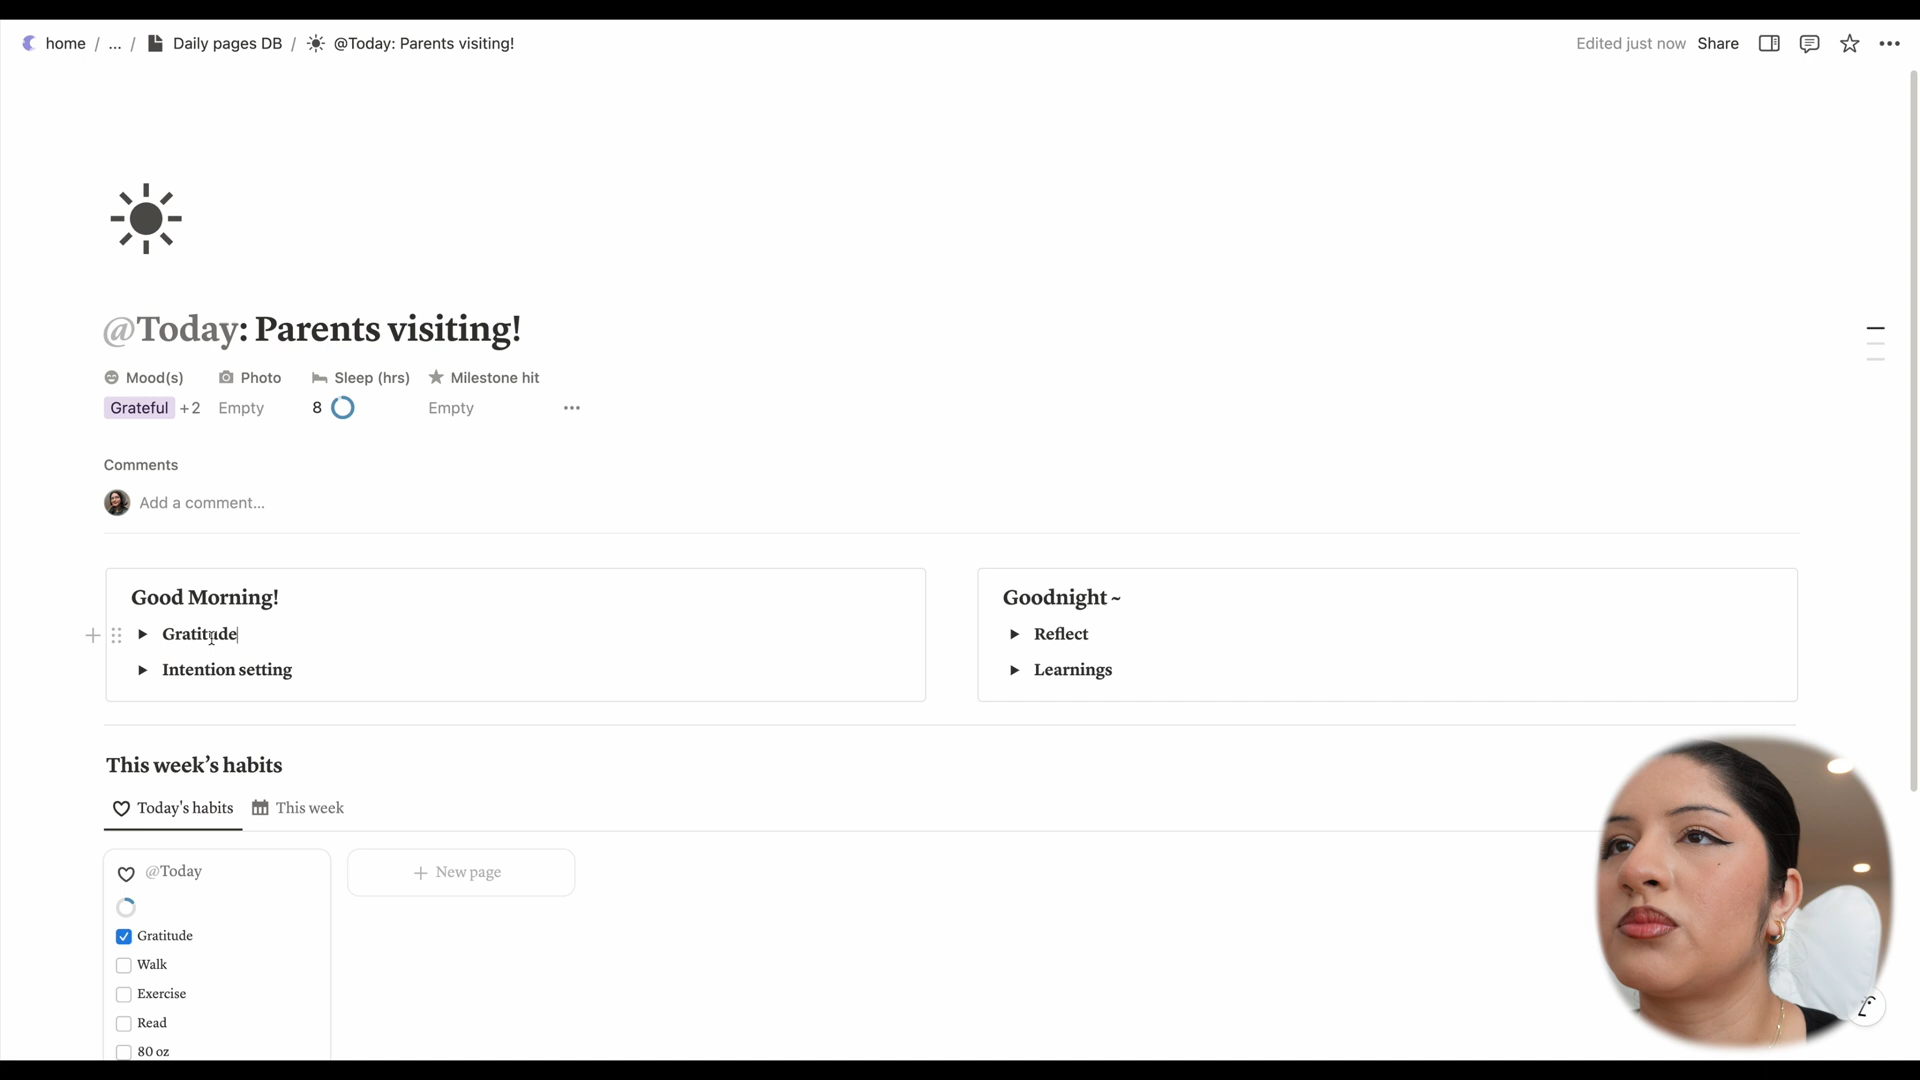 home / ... / Daily pages DB / @Today: Parents visiting!
Edited just now Share
@Today: Parents visiting!
Mood(s) Photo Sleep (hrs) Milestone hit
Grateful +2 Empty 8 Empty
Comments
Add a comment...
Good Morning!
Gratitude
Intention setting
Goodnight ~
Reflect
Learnings
This week's habits
Today's habits This week
@Today
+ New page
Gratitude
Walk
Exercise
Read
80 oz